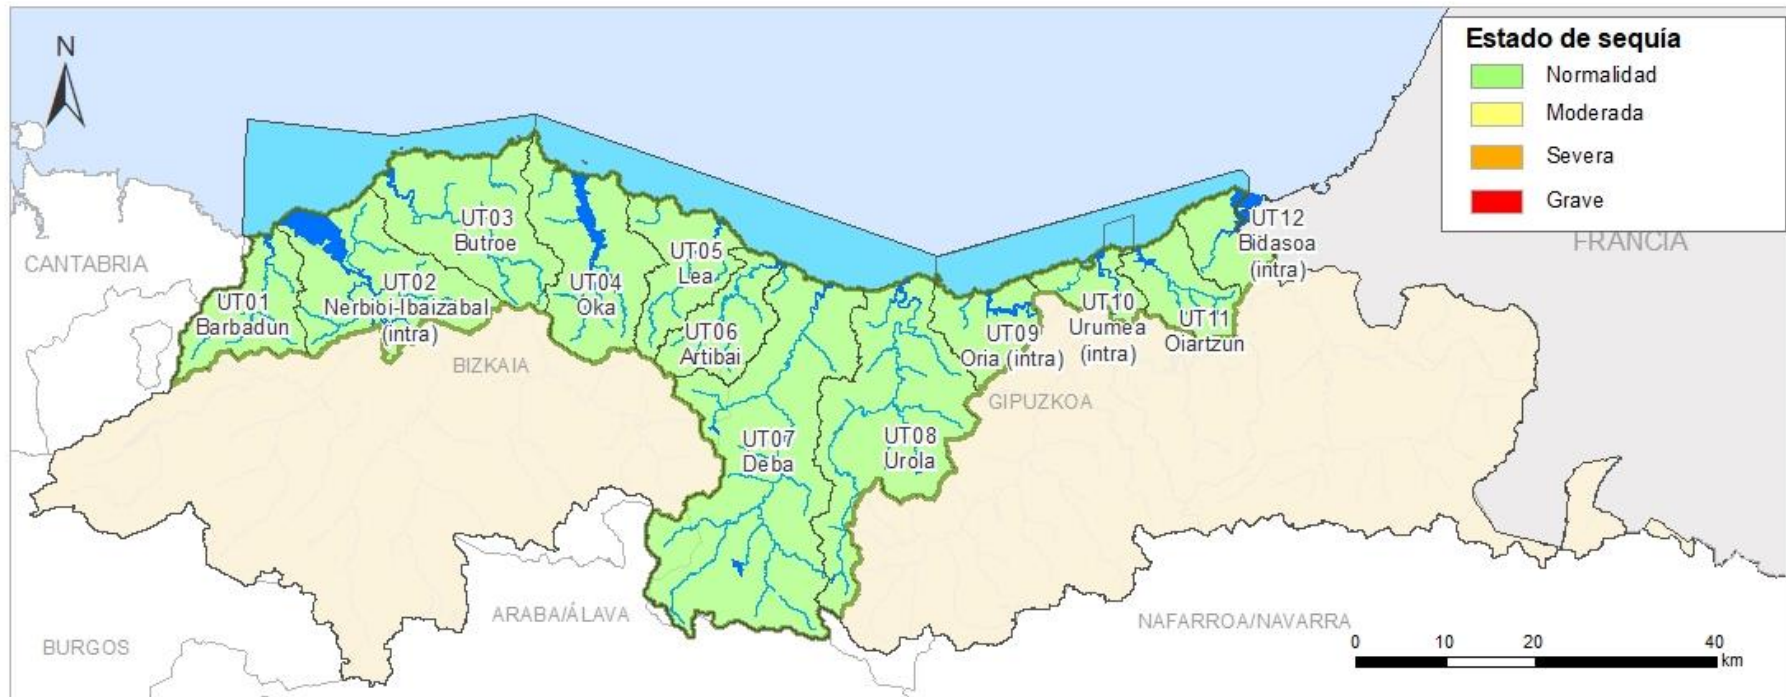 N
Estado de sequía
Normalidad
Moderada
Severa
Grave
CANTABRIA
FRANCIA
UT01
Barbadun
UT02
Nerbioi-Ibaizabal
(intra)
UT03
Butroe
UT04
Oka
UT05
Lea
UT06
Artibai
UT07
Deba
UT08
Urola
UT09
Oria (intra)
UT10
Urumea
(intra)
UT11
Oiartzun
UT12
Bidasoa
(intra)
BIZKAIA
GIPUZKOA
ARABA/ÁLAVA
NAFARROA/NAVARRA
BURGOS
0 10 20 40
km